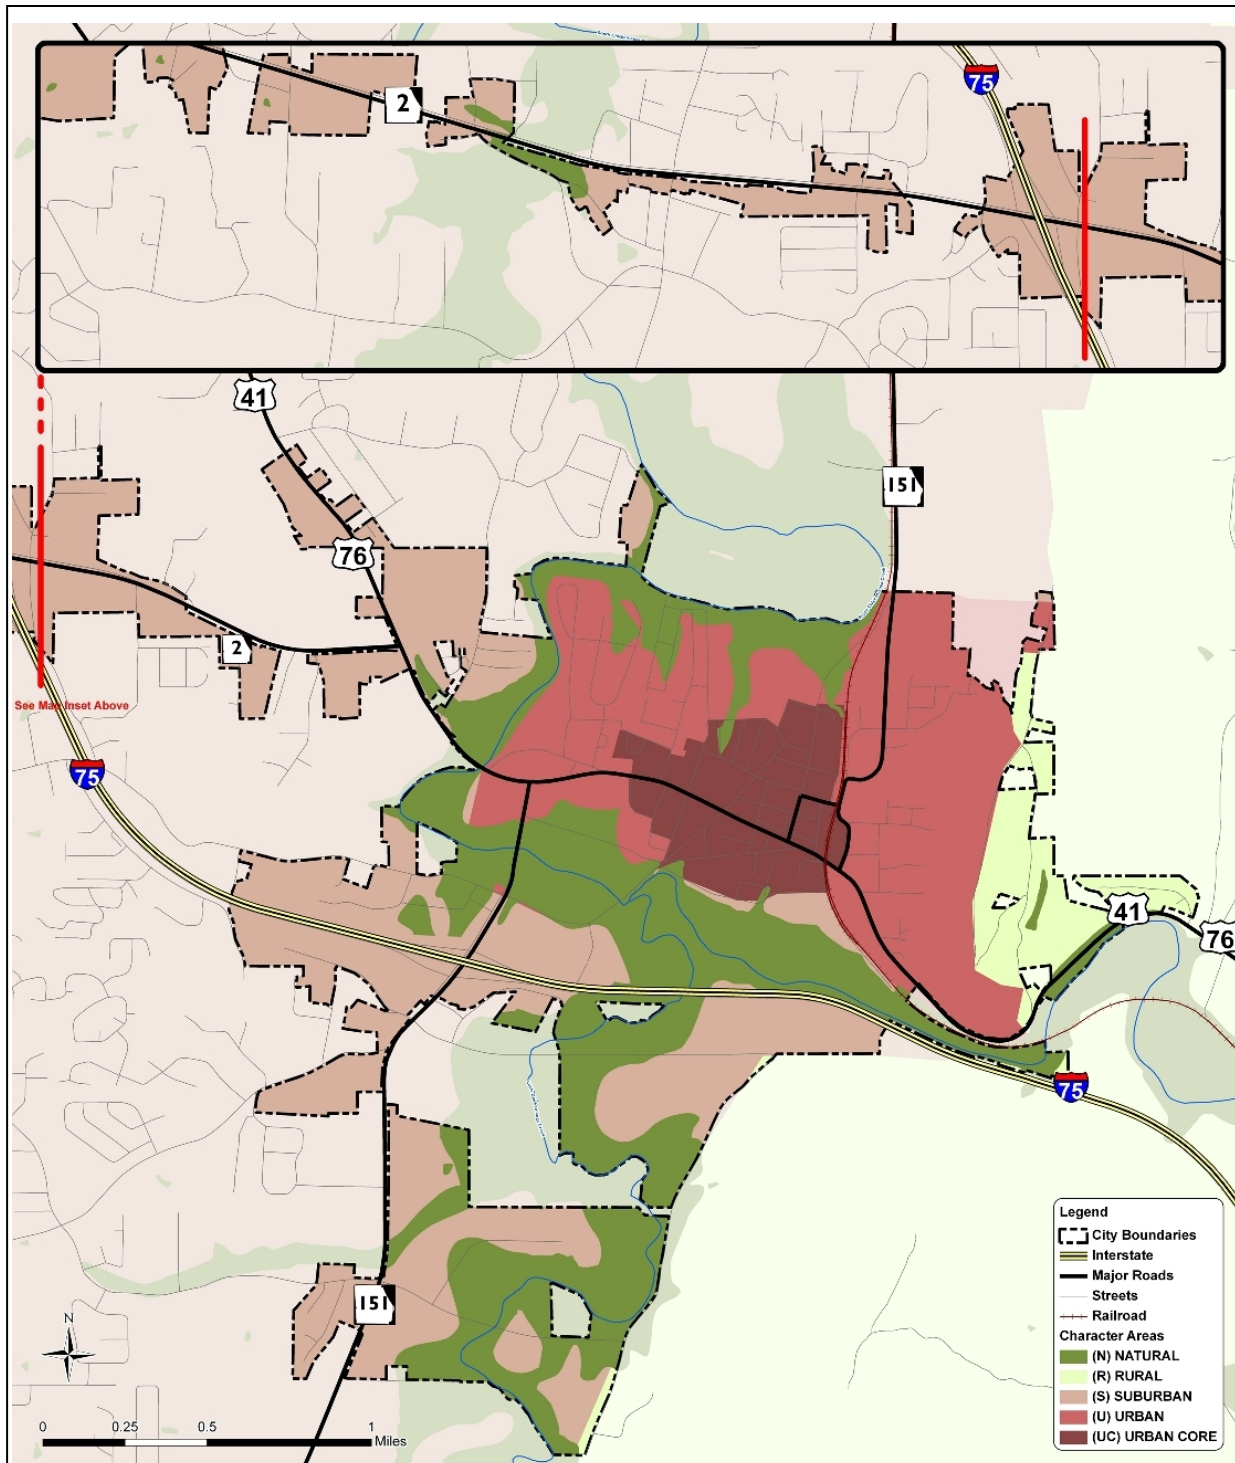 2
75
41
151
76
2
See Map Inset Above
75
41
76
75
151
N
0
0.25
0.5
1
Miles
Legend
City Boundaries
Interstate
Major Roads
Streets
Railroad
Character Areas
(N) NATURAL
(R) RURAL
(S) SUBURBAN
(U) URBAN
(UC) URBAN CORE